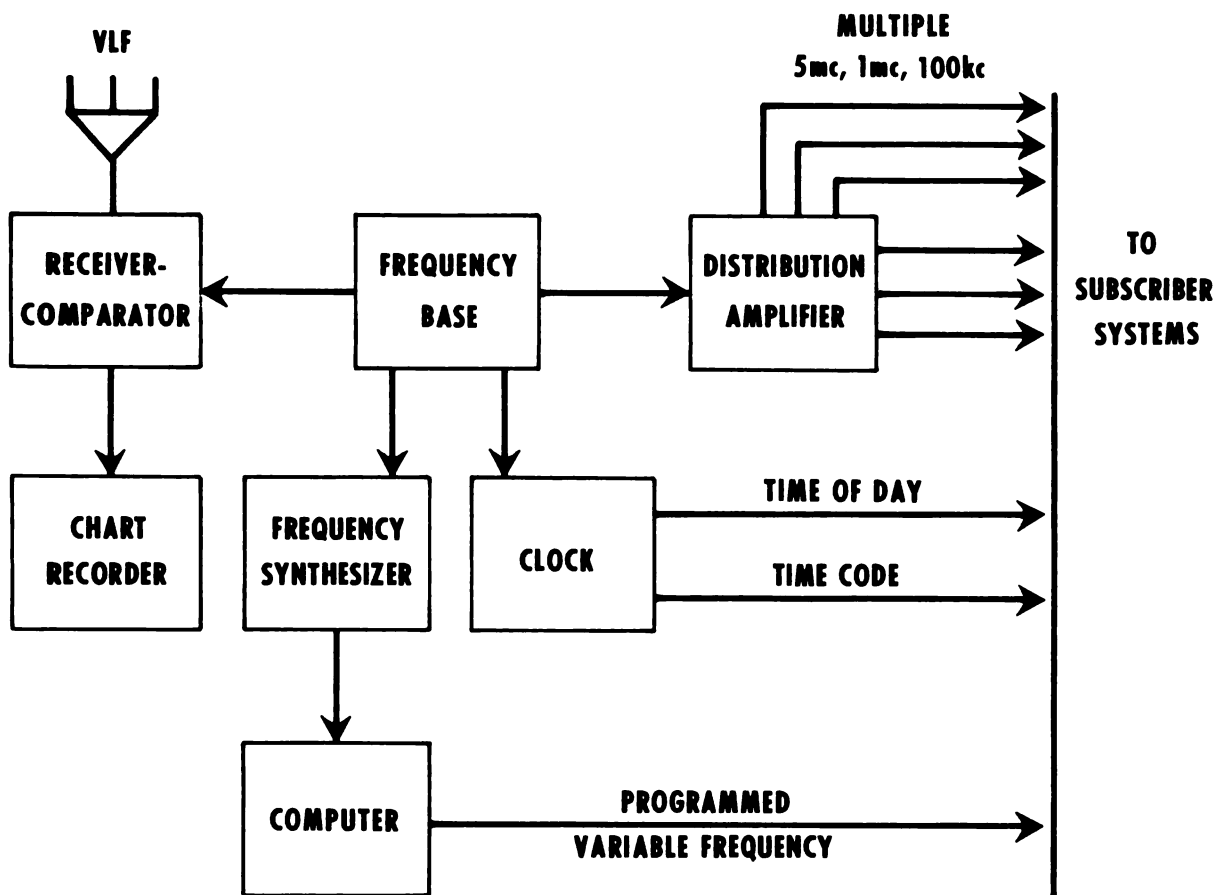 VLF
MULTIPLE
5mc, 1mc, 100kc
RECEIVER-
COMPARATOR
FREQUENCY
BASE
DISTRIBUTION
AMPLIFIER
TO
SUBSCRIBER
SYSTEMS
CHART
RECORDER
FREQUENCY
SYNTHESIZER
CLOCK
TIME OF DAY
TIME CODE
COMPUTER
PROGRAMMED
VARIABLE FREQUENCY